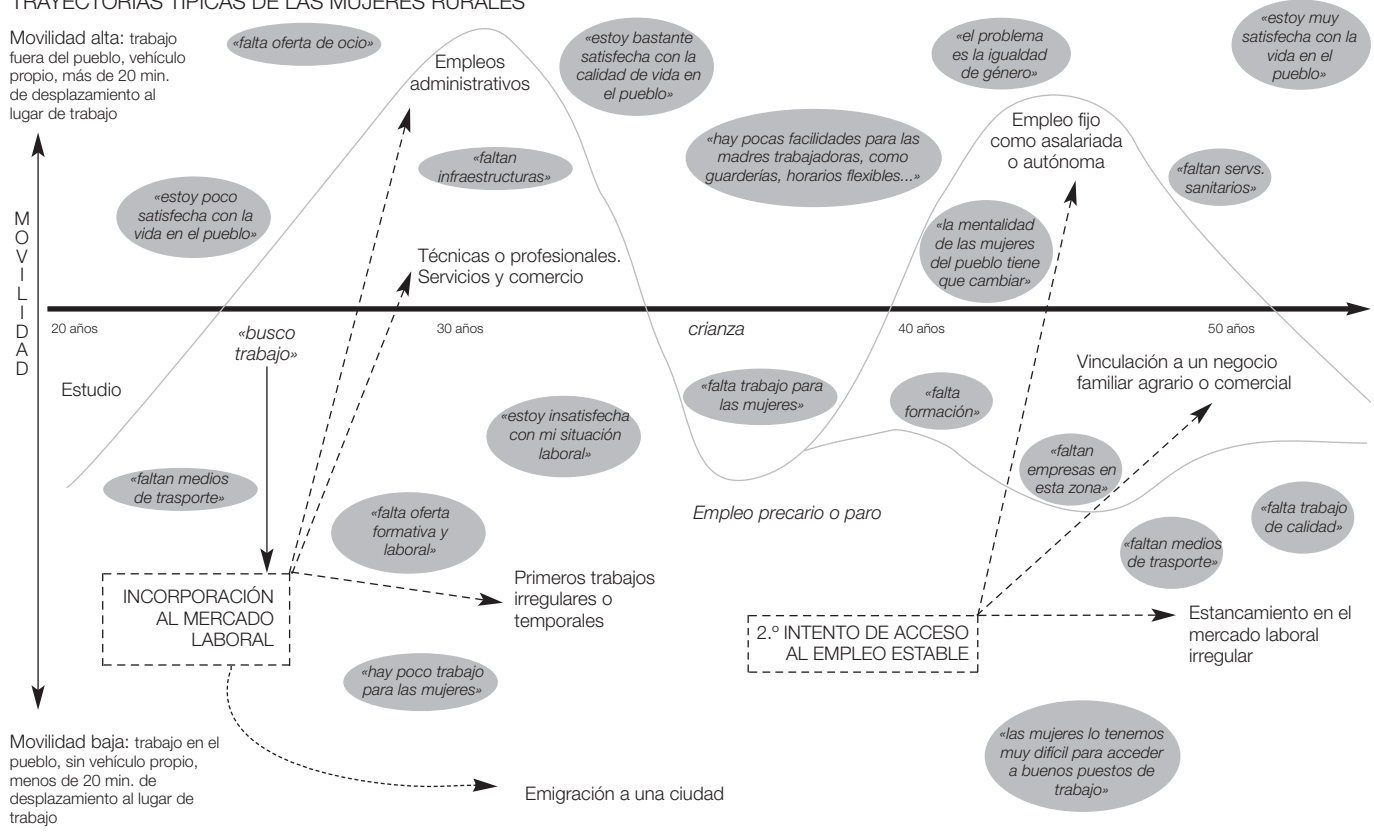 TRAYECTORIAS TÍPICAS DE LAS MUJERES RURALES
Movilidad alta: trabajo
fuera del pueblo, vehículo
propio, más de 20 min.
de desplazamiento al
lugar de trabajo
«falta oferta de ocio»
Empleos
administrativos
«estoy bastante
satisfecha con la
calidad de vida en
el pueblo»
«el problema
es la igualdad
de género»
«estoy muy
satisfecha con la
vida en el
pueblo»
«faltan
infraestructuras»
«hay pocas facilidades para las
madres trabajadoras, como
guarderías, horarios flexibles...»
Empleo fijo
como asalariada
o autónoma
«faltan servs.
sanitarios»
«estoy poco
satisfecha con la
vida en el pueblo»
«la mentalidad
de las mujeres
del pueblo tiene
que cambiar»
Técnicas o profesionales.
Servicios y comercio
MOVILIDAD
20 años
30 años
crianza
40 años
50 años
«busco
trabajo»
Estudio
Vinculación a un negocio
familiar agrario o comercial
«falta trabajo para
las mujeres»
«falta
formación»
«estoy insatisfecha
con mi situación
laboral»
«faltan
empresas en
esta zona»
«faltan medios
de trasporte»
«falta oferta
formativa y
laboral»
Empleo precario o paro
«falta trabajo
de calidad»
«faltan medios
de trasporte»
INCORPORACIÓN
AL MERCADO
LABORAL
Primeros trabajos
irregulares o
temporales
2.º INTENTO DE ACCESO
AL EMPLEO ESTABLE
Estancamiento en el
mercado laboral
irregular
«hay poco trabajo
para las mujeres»
«las mujeres lo tenemos
muy difícil para acceder
a buenos puestos de
trabajo»
Movilidad baja: trabajo en el
pueblo, sin vehículo propio,
menos de 20 min. de
desplazamiento al lugar de
trabajo
Emigración a una ciudad